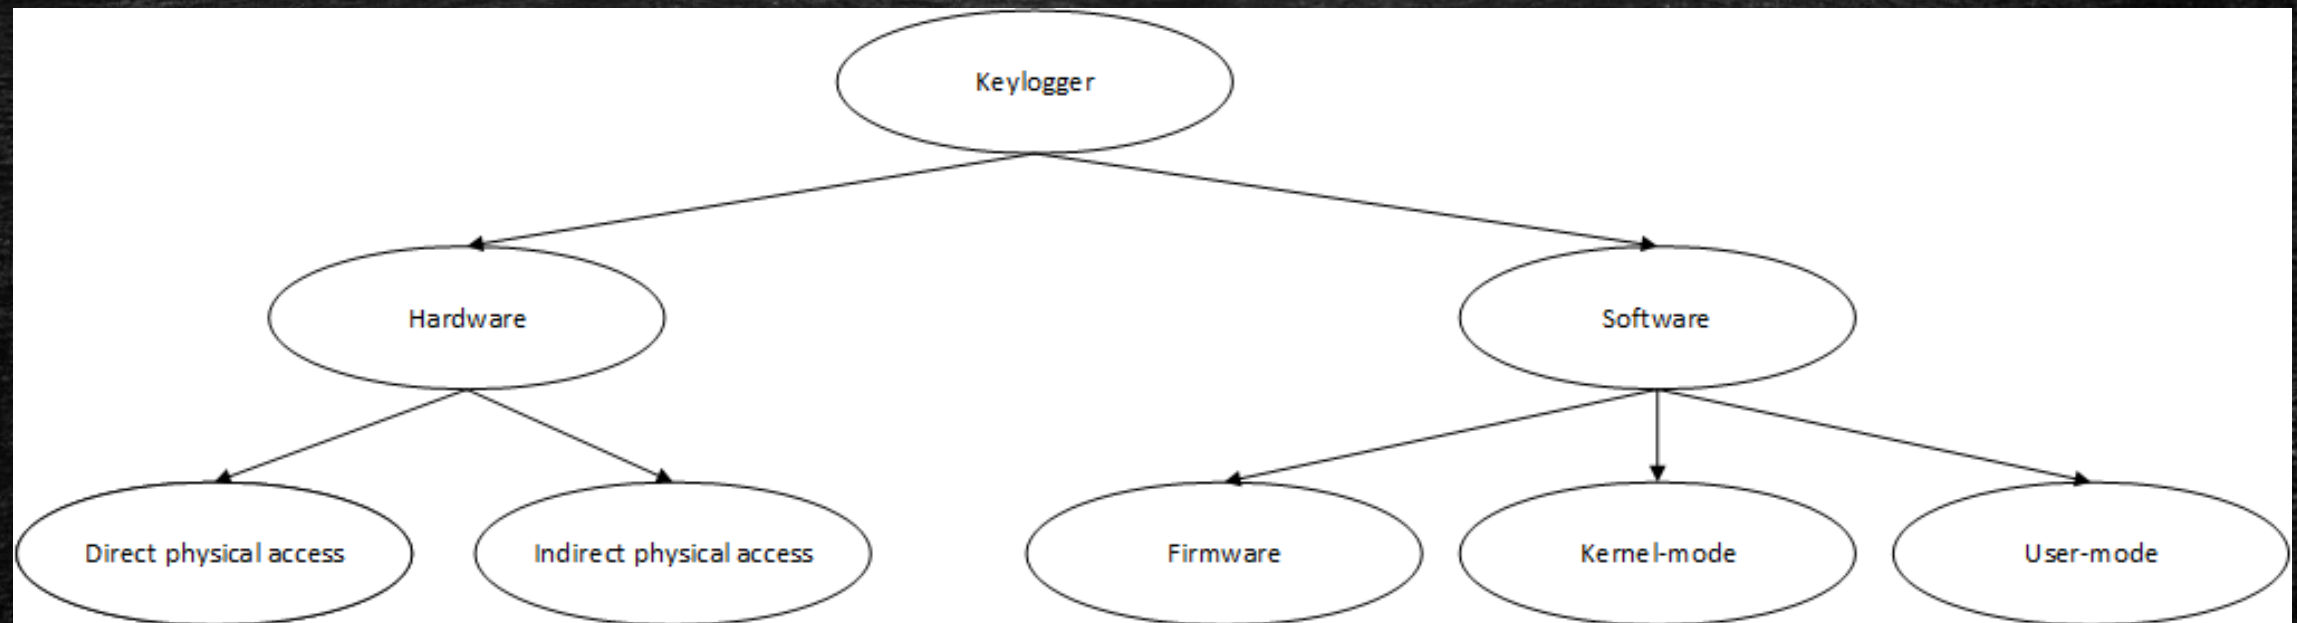 Keylogger
Hardware
Software
Direct physical access
Indirect physical access
Firmware
Kernel-mode
User-mode